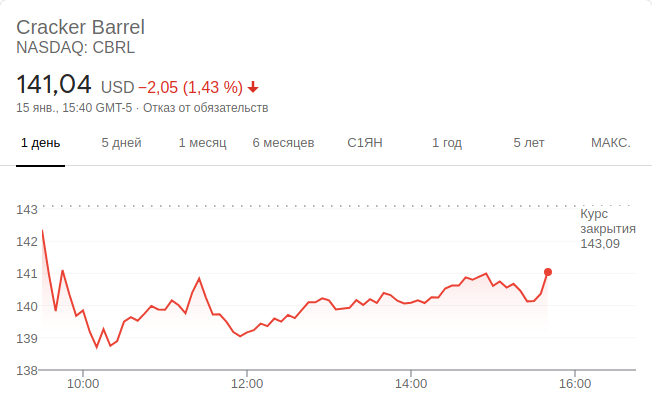 Cracker Barrel
NASDAQ: CBRL
141,04 USD −2,05 (1,43 %)
15 янв., 15:40 GMT-5 · Отказ от обязательств
1 день 5 дней 1 месяц 6 месяцев С1ЯН 1 год 5 лет МАКС.
143
Курс
закрытия
143,09
142
141
140
139
138
10:00 12:00 14:00 16:00